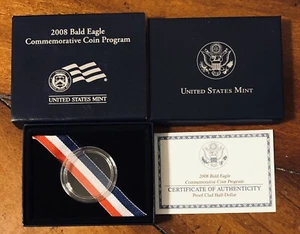 2008 Bald Eagle
Commemorative Coin Program
UNITED STATES MINT
UNITED STATES MINT
2008 Bald Eagle
Commemorative Coin Program
CERTIFICATE OF AUTHENTICITY
Proof Clad Half-Dollar